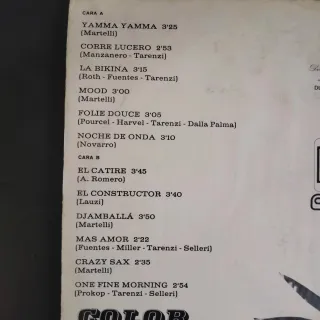 CARA A
YAMMA YAMMA 3'25
(Martelli)
CORRE LUCERO 2'53
(Manzanero - Tarenzi)
LA BIKINA 3'15
(Roth - Fuentes - Tarenzi)
MOOD 3'00
(Martelli)
FOLIE DOUCE 3'05
(Pourcel - Harvel - Tarenzi - Dalla Palma)
NOCHE DE ONDA 3'10
(Novarro)
CARA B
EL CATIRE 3'45
(A. Romero)
EL CONSTRUCTOR 3'40
(Lauzi)
DJAMBALLÁ 3'50
(Martelli)
MAS AMOR 2'22
(Fuentes - Miller - Tarenzi - Selleri)
CRAZY SAX 2'35
(Martelli)
ONE FINE MORNING 2'54
(Prokop - Tarenzi - Selleri)
COLOR